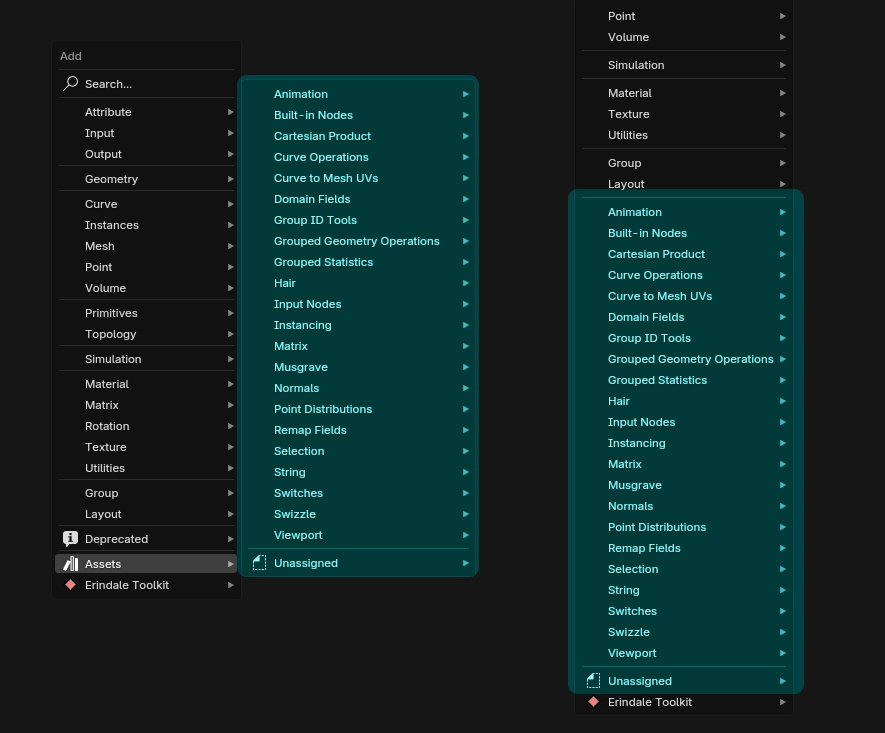 Add
Search...
Attribute
Input
Output
Geometry
Curve
Instances
Mesh
Point
Volume
Primitives
Topology
Simulation
Material
Matrix
Rotation
Texture
Utilities
Group
Layout
Deprecated
Assets
Erindale Toolkit
Animation
Built-in Nodes
Cartesian Product
Curve Operations
Curve to Mesh UVs
Domain Fields
Group ID Tools
Grouped Geometry Operations
Grouped Statistics
Hair
Input Nodes
Instancing
Matrix
Musgrave
Normals
Point Distributions
Remap Fields
Selection
String
Switches
Swizzle
Viewport
Unassigned
Point
Volume
Simulation
Material
Texture
Utilities
Group
Layout
Animation
Built-in Nodes
Cartesian Product
Curve Operations
Curve to Mesh UVs
Domain Fields
Group ID Tools
Grouped Geometry Operations
Grouped Statistics
Hair
Input Nodes
Instancing
Matrix
Musgrave
Normals
Point Distributions
Remap Fields
Selection
String
Switches
Swizzle
Viewport
Unassigned
Erindale Toolkit